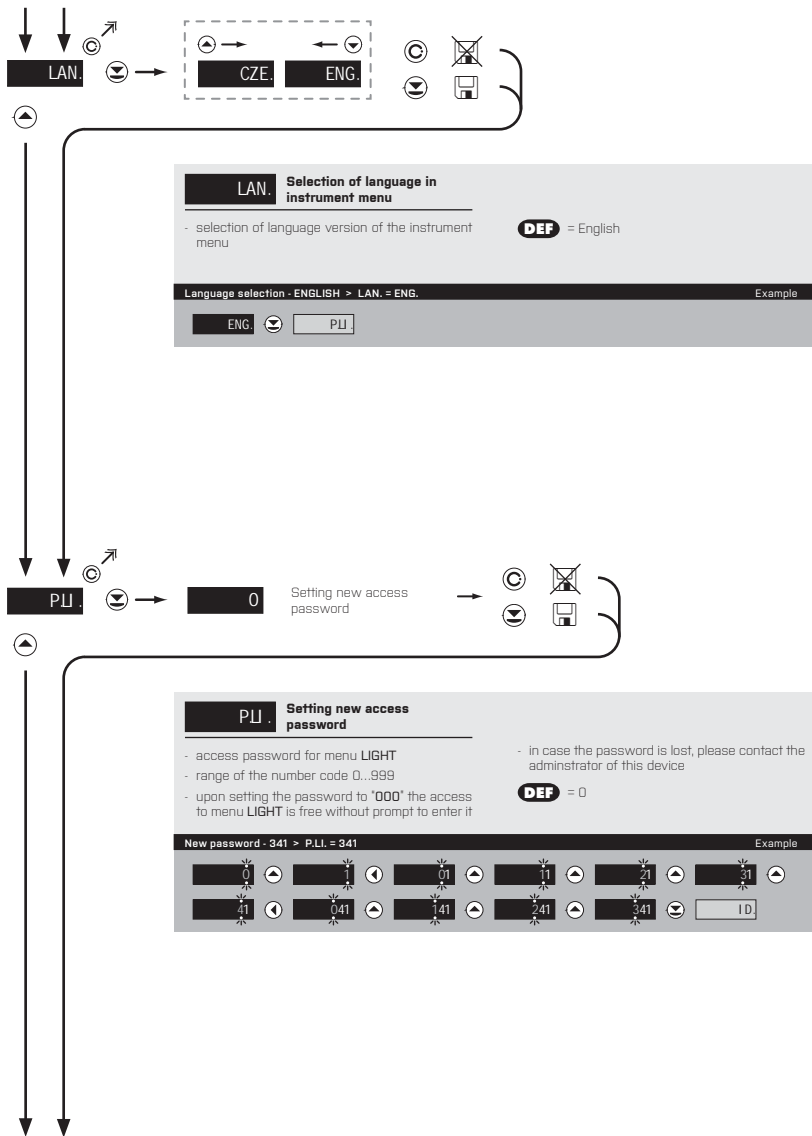 LAN.
CZE. ENG.
LAN. Selection of language in
instrument menu
- selection of language version of the instrument
menu
DEF = English
Language selection - ENGLISH > LAN. = ENG. Example
ENG. P.LI.
P.LI. 0 Setting new access
password
P.LI. Setting new access
password
- access password for menu LIGHT
- range of the number code 0...999
- upon setting the password to "000" the access
to menu LIGHT is free without prompt to enter it
- in case the password is lost, please contact the
adminstrator of this device
DEF = 0
New password - 341 > P.LI. = 341 Example
0 1 01 11 21 31
41 041 141 241 341 I D.